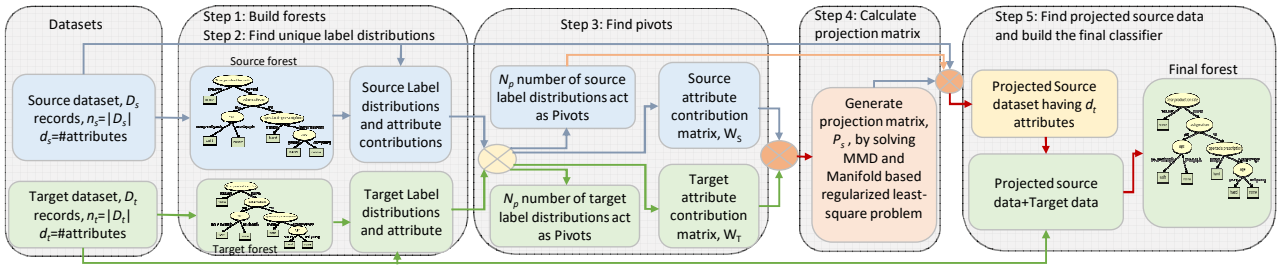 Datasets
Source dataset, Ds
records, ns=|Ds|
ds=#attributes
Target dataset, Dt
records, nt=|Dt|
dt=#attributes
Step 1: Build forests
Step 2: Find unique label distributions
Source forest
Target forest
Source Label
distributions
and attribute
contributions
Target Label
distributions
and attribute
Step 3: Find pivots
Np number of source
label distributions act
as Pivots
Np number of target
label distributions act
as Pivots
Source
attribute
contribution
matrix, WS
Target
attribute
contribution
matrix, WT
Step 4: Calculate
projection matrix
Generate
projection matrix,
Ps , by solving
MMD and
Manifold based
regularized least-
square problem
Step 5: Find projected source data
and build the final classifier
Projected Source
dataset having dt
attributes
Projected source
data+Target data
Final forest